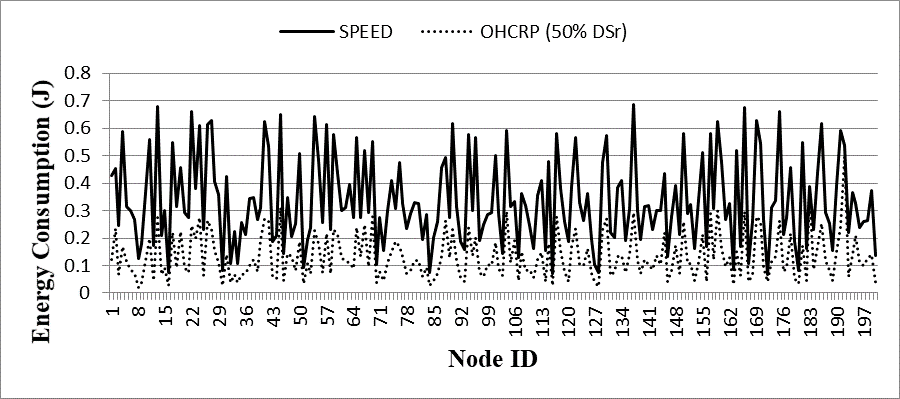 SPEED OHCRP (50% DSr)
Energy Consumption (J)
0.8
0.7
0.6
0.5
0.4
0.3
0.2
0.1
0
1 8 15 22 29 36 43 50 57 64 71 78 85 92 99 106 113 120 127 134 141 148 155 162 169 176 183 190 197
Node ID